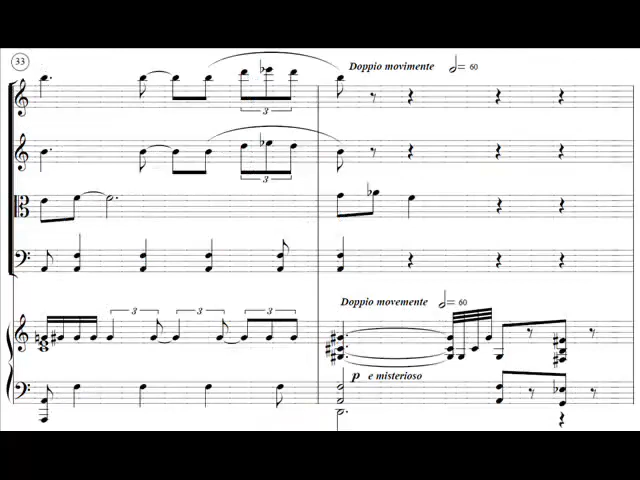 33
Doppio movimente 𝅗𝅥 = 60
3
3
Doppio movemente 𝅗𝅥 = 60
3 3 3
p e misterioso